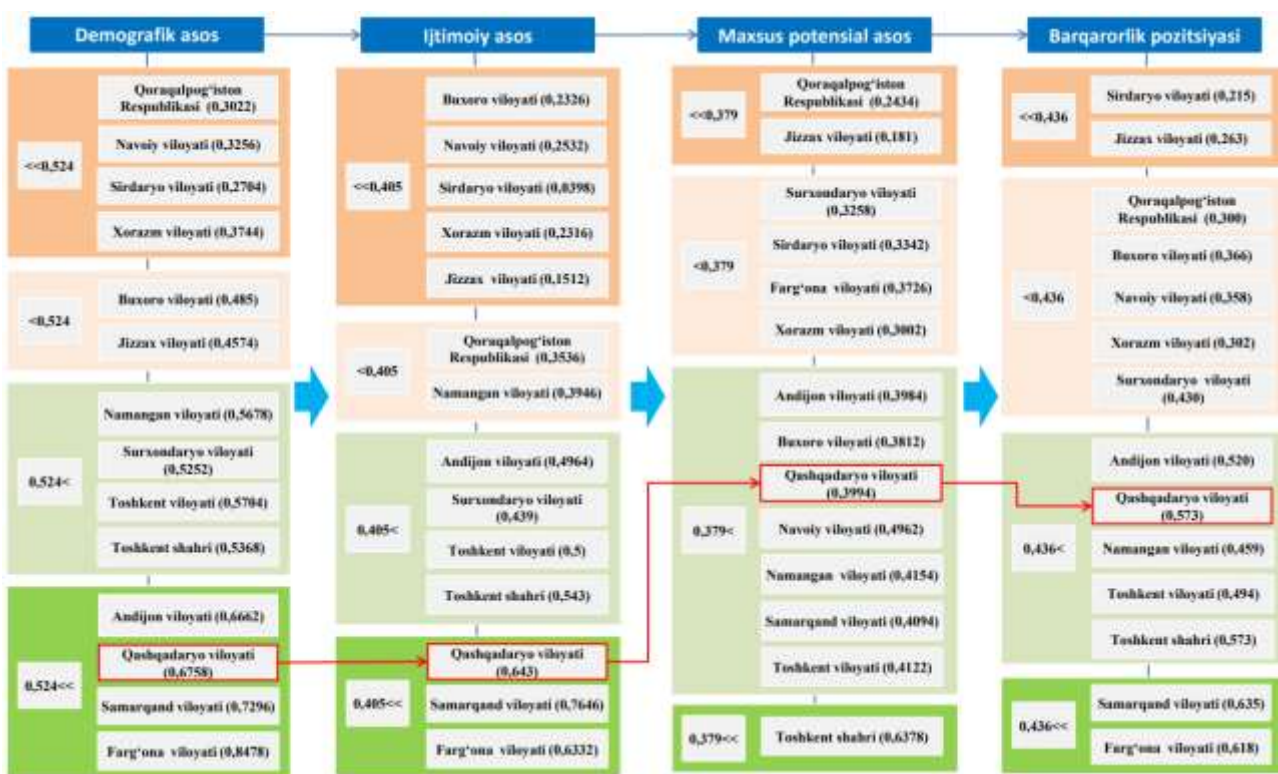 Demografik asos
Ijtimoiy asos
Maxsus potensial asos
Barqarorlik pozitsiyasi
<<0,524
Qoraqalpog‘iston
Respublikasi (0,3022)
Navoiy viloyati (0,3256)
Sirdaryo viloyati (0,2704)
Xorazm viloyati (0,3744)
<0,524
Buxoro viloyati (0,485)
Jizzax viloyati (0,4574)
0,524<
Namangan viloyati (0,5678)
Surxondaryo viloyati
(0,5252)
Toshkent viloyati (0,5704)
Toshkent shahri (0,5368)
0,524<<
Andijon viloyati (0,6662)
Qashqadaryo viloyati
(0,6758)
Samarqand viloyati (0,7296)
Farg‘ona viloyati (0,8478)
<<0,405
Buxoro viloyati (0,2326)
Navoiy viloyati (0,2532)
Sirdaryo viloyati (0,0398)
Xorazm viloyati (0,2316)
Jizzax viloyati (0,1512)
<0,405
Qoraqalpog‘iston
Respublikasi (0,3536)
Namangan viloyati (0,3946)
0,405<
Andijon viloyati (0,4964)
Surxondaryo viloyati
(0,439)
Toshkent viloyati (0,5)
Toshkent shahri (0,543)
0,405<<
Qashqadaryo viloyati
(0,643)
Samarqand viloyati (0,7646)
Farg‘ona viloyati (0,6332)
<<0,379
Qoraqalpog‘iston
Respublikasi (0,2434)
Jizzax viloyati (0,181)
<0,379
Surxondaryo viloyati
(0,3258)
Sirdaryo viloyati (0,3342)
Farg‘ona viloyati (0,3726)
Xorazm viloyati (0,3002)
0,379<
Andijon viloyati (0,3984)
Buxoro viloyati (0,3812)
Qashqadaryo viloyati
(0,3994)
Navoiy viloyati (0,4962)
Namangan viloyati (0,4154)
Samarqand viloyati (0,4094)
Toshkent viloyati (0,4122)
0,379<<
Toshkent shahri (0,6378)
<<0,436
Sirdaryo viloyati (0,215)
Jizzax viloyati (0,263)
<0,436
Qoraqalpog‘iston
Respublikasi (0,300)
Buxoro viloyati (0,366)
Navoiy viloyati (0,358)
Xorazm viloyati (0,302)
Surxondaryo viloyati
(0,430)
0,436<
Andijon viloyati (0,520)
Qashqadaryo viloyati
(0,573)
Namangan viloyati (0,459)
Toshkent viloyati (0,494)
Toshkent shahri (0,573)
0,436<<
Samarqand viloyati (0,635)
Farg‘ona viloyati (0,618)